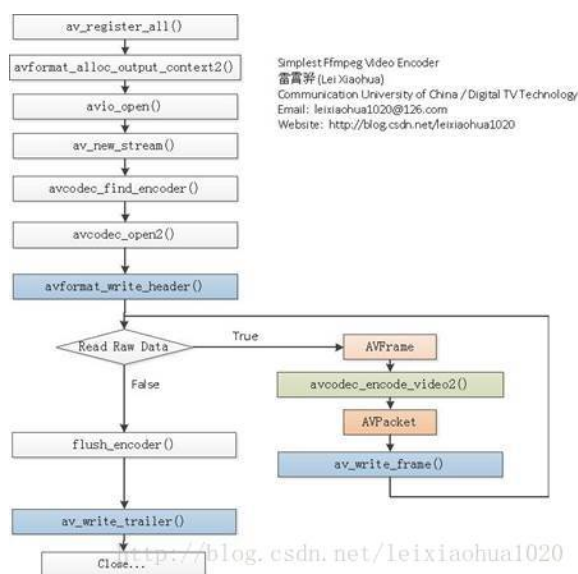 av_register_all()
avformat_alloc_output_context2()
avio_open()
av_new_stream()
avcodec_find_encoder()
avcodec_open2()
avformat_write_header()
Simplest Ffmpeg Video Encoder
雷霄骅 (Lei Xiaohua)
Communication University of China / Digital TV Technology
Email: leixiaohua1020@126.com
Website: http://blog.csdn.net/leixiaohua1020
Read Raw Data
True
False
AVFrame
avcodec_encode_video2()
AVPacket
av_write_frame()
flush_encoder()
av_write_trailer()
Close...
http://blog.csdn.net/leixiaohua1020